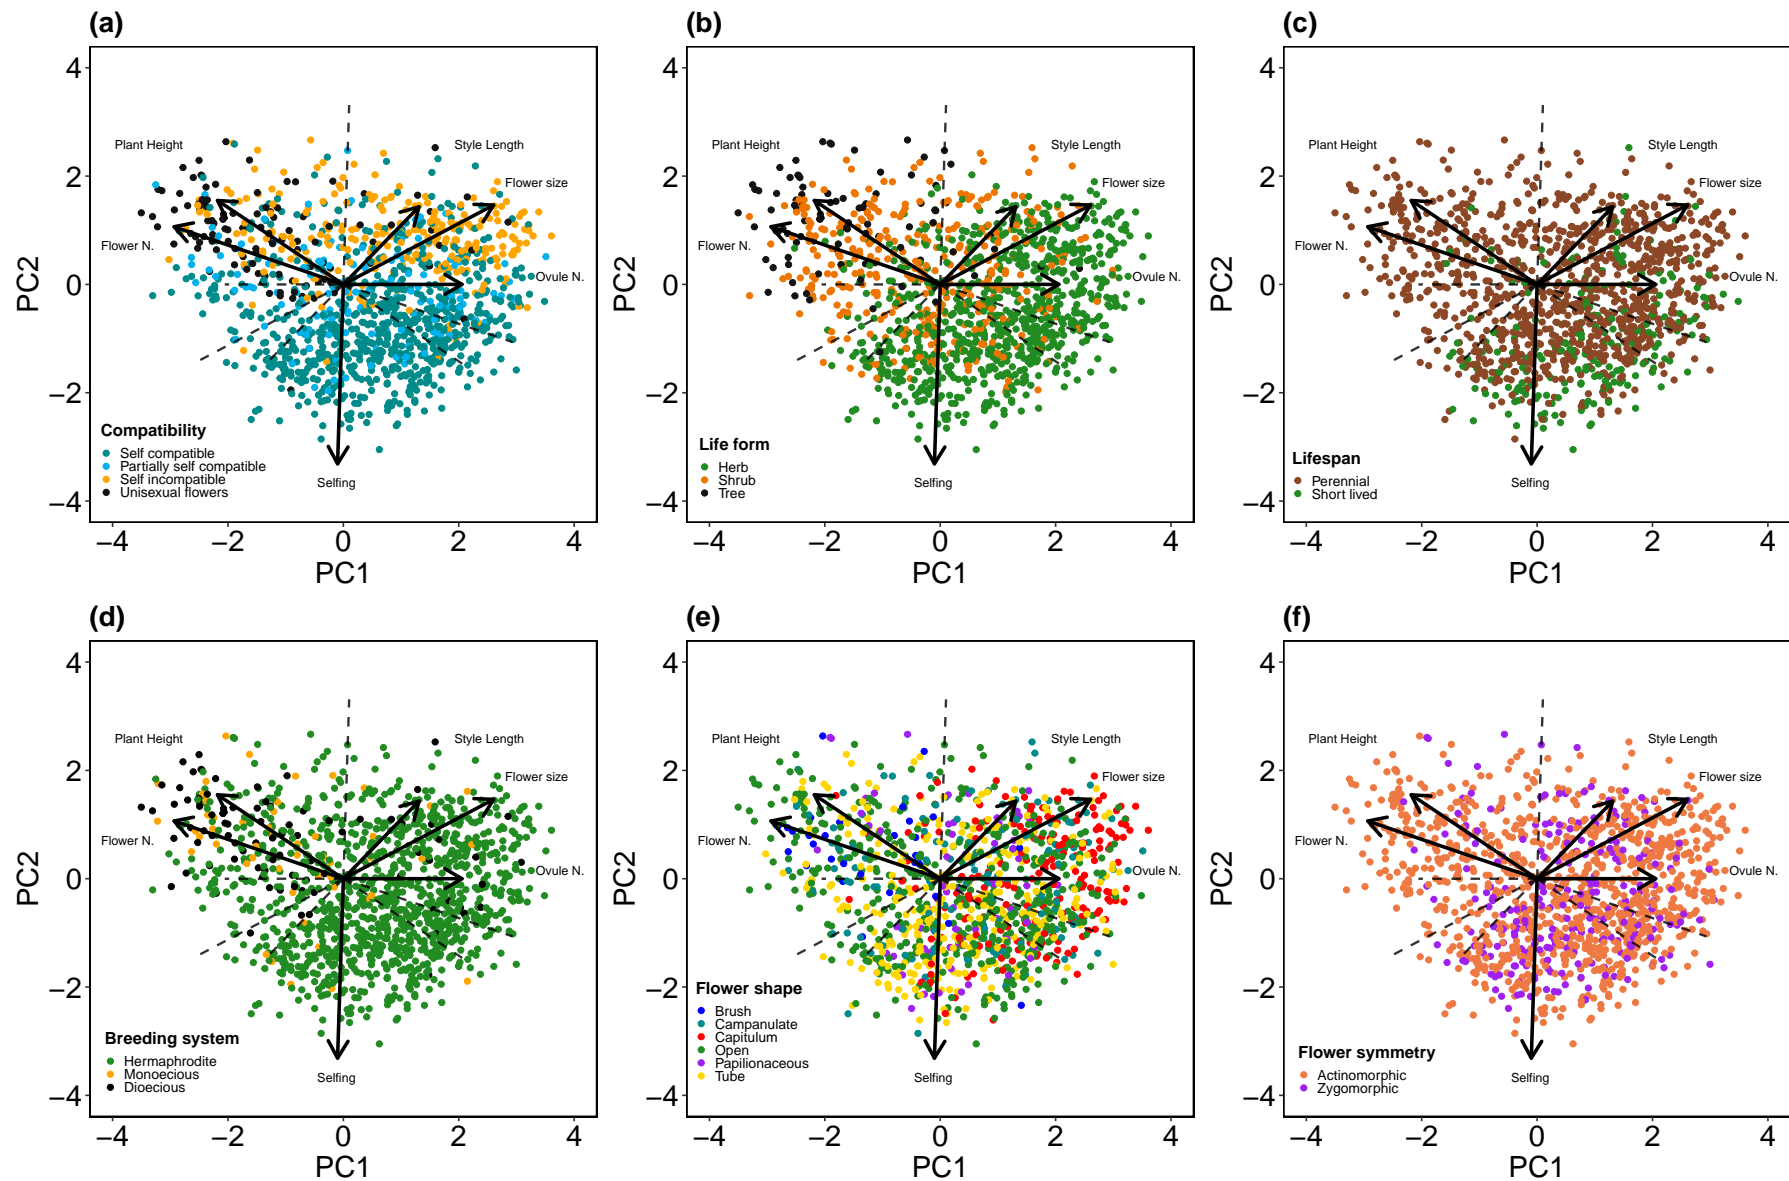 (a)
4
2
0
−2
−4
PC2
Plant Height
Style Length
Flower size
Flower N.
Ovule N.
Selfing
Compatibility
Self compatible
Partially self compatible
Self incompatible
Unisexual flowers
−4 −2 0 2 4
PC1
(b)
4
2
0
−2
−4
PC2
Plant Height
Style Length
Flower size
Flower N.
Ovule N.
Selfing
Life form
Herb
Shrub
Tree
−4 −2 0 2 4
PC1
(c)
4
2
0
−2
−4
PC2
Plant Height
Style Length
Flower size
Flower N.
Ovule N.
Selfing
Lifespan
Perennial
Short lived
−4 −2 0 2 4
PC1
(d)
4
2
0
−2
−4
PC2
Plant Height
Style Length
Flower size
Flower N.
Ovule N.
Selfing
Breeding system
Hermaphrodite
Monoecious
Dioecious
−4 −2 0 2 4
PC1
(e)
4
2
0
−2
−4
PC2
Plant Height
Style Length
Flower size
Flower N.
Ovule N.
Selfing
Flower shape
Brush
Campanulate
Capitulum
Open
Papilionaceous
Tube
−4 −2 0 2 4
PC1
(f)
4
2
0
−2
−4
PC2
Plant Height
Style Length
Flower size
Flower N.
Ovule N.
Selfing
Flower symmetry
Actinomorphic
Zygomorphic
−4 −2 0 2 4
PC1